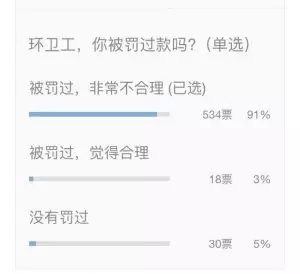 环卫工，你被罚过款吗?（单选）
被罚过，非常不合理 (已选)
534票 91%
被罚过，觉得合理
18票 3%
没有罚过
30票 5%